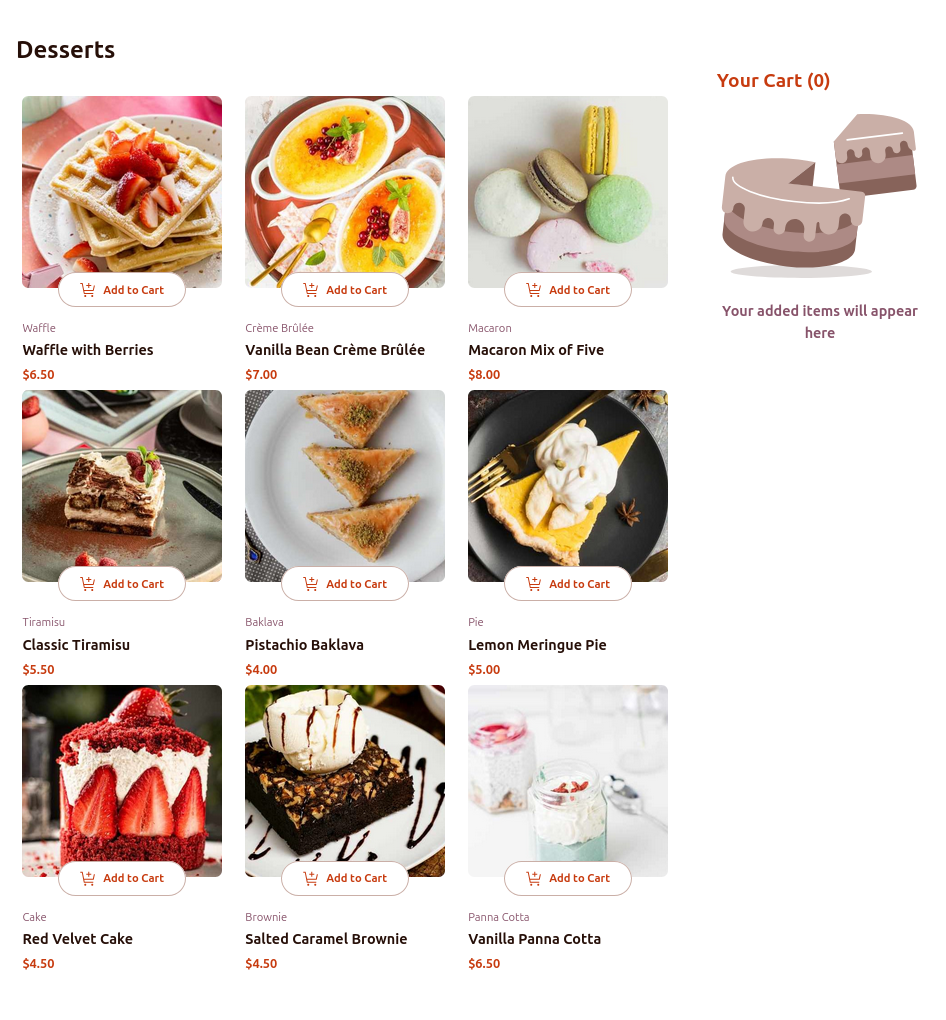 Desserts
Your Cart (0)
Your added items will appear
here
Add to Cart
Waffle
Waffle with Berries
$6.50
Add to Cart
Crème Brûlée
Vanilla Bean Crème Brûlée
$7.00
Add to Cart
Macaron
Macaron Mix of Five
$8.00
Add to Cart
Tiramisu
Classic Tiramisu
$5.50
Add to Cart
Baklava
Pistachio Baklava
$4.00
Add to Cart
Pie
Lemon Meringue Pie
$5.00
Add to Cart
Cake
Red Velvet Cake
$4.50
Add to Cart
Brownie
Salted Caramel Brownie
$4.50
Add to Cart
Panna Cotta
Vanilla Panna Cotta
$6.50